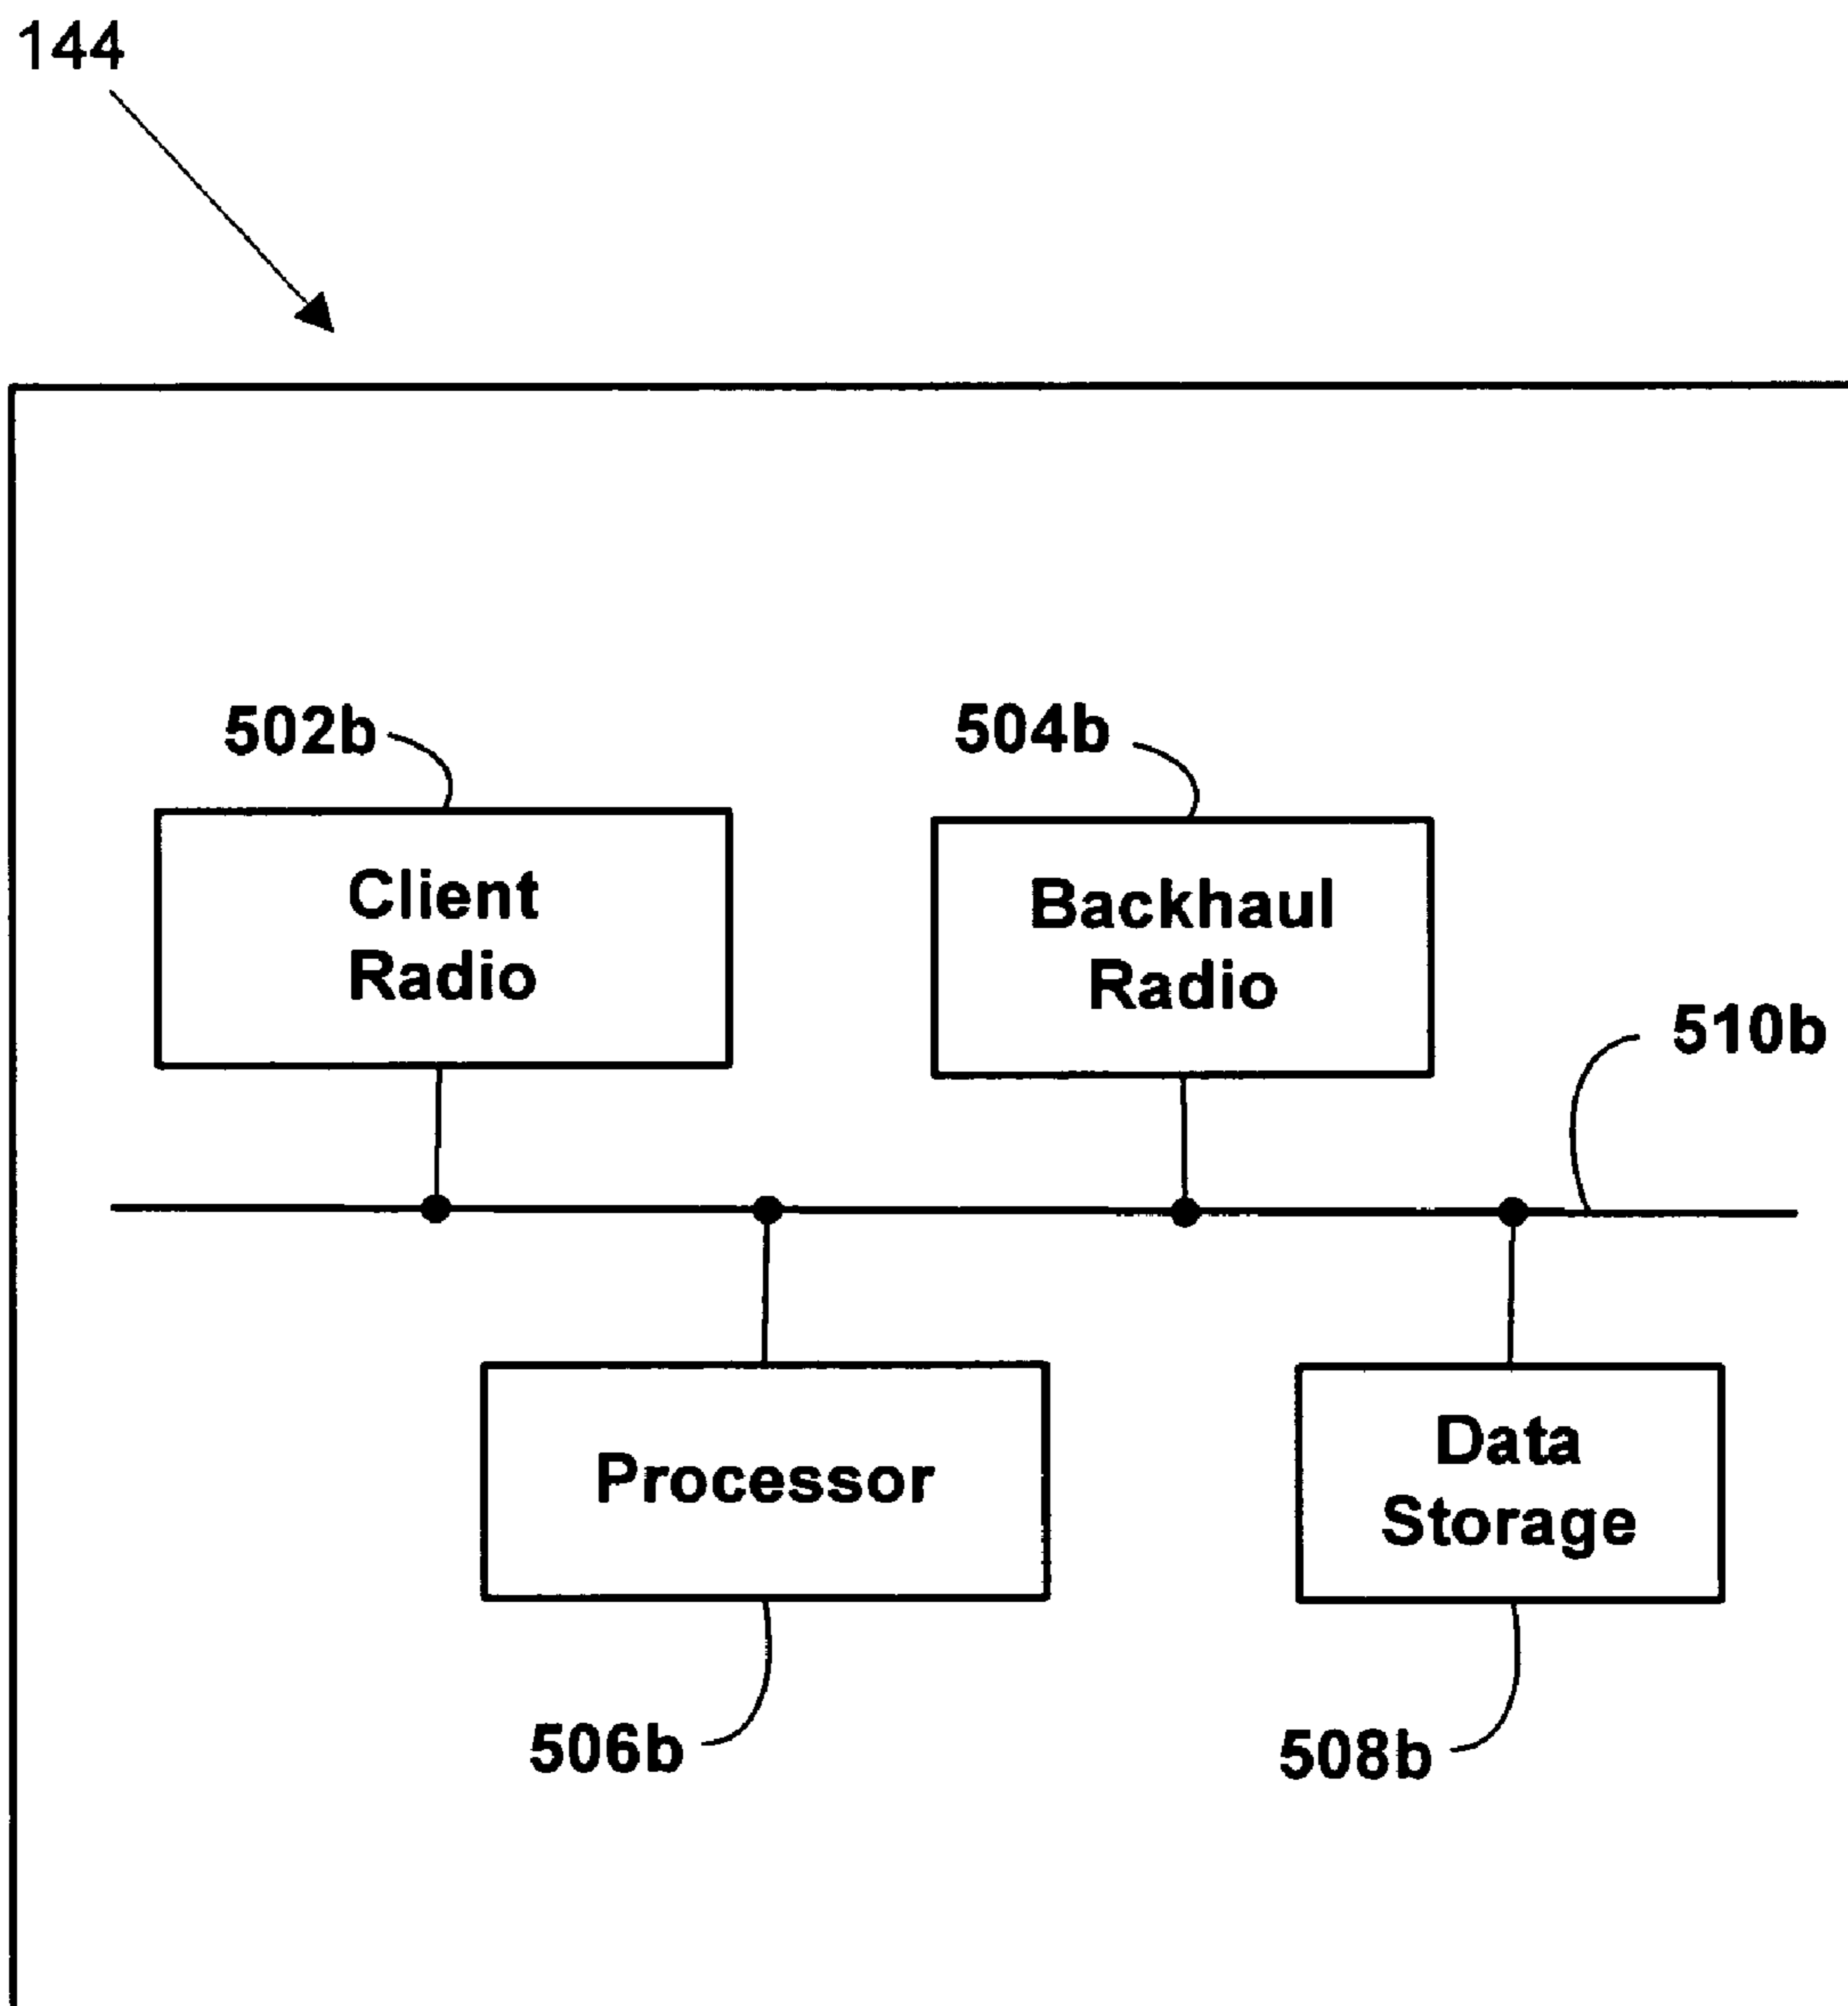 144
502b
504b
Client
Radio
Backhaul
Radio
510b
Processor
Data
Storage
506b
508b